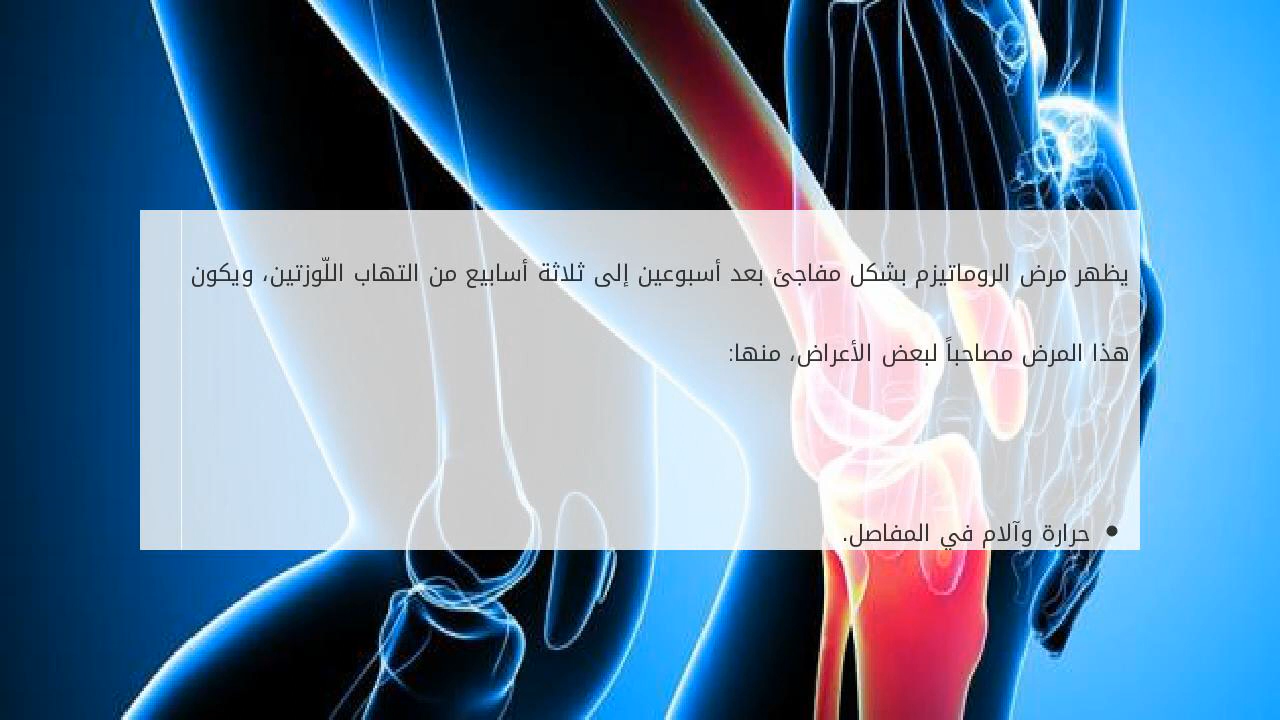 يظهر مرض الروماتيزم بشكل مفاجئ بعد أسبوعين إلى ثلاثة أسابيع من التهاب اللّوزتين، ويكون
هذا المرض مصاحباً لبعض الأعراض، منها:
• حرارة وآلام في المفاصل.